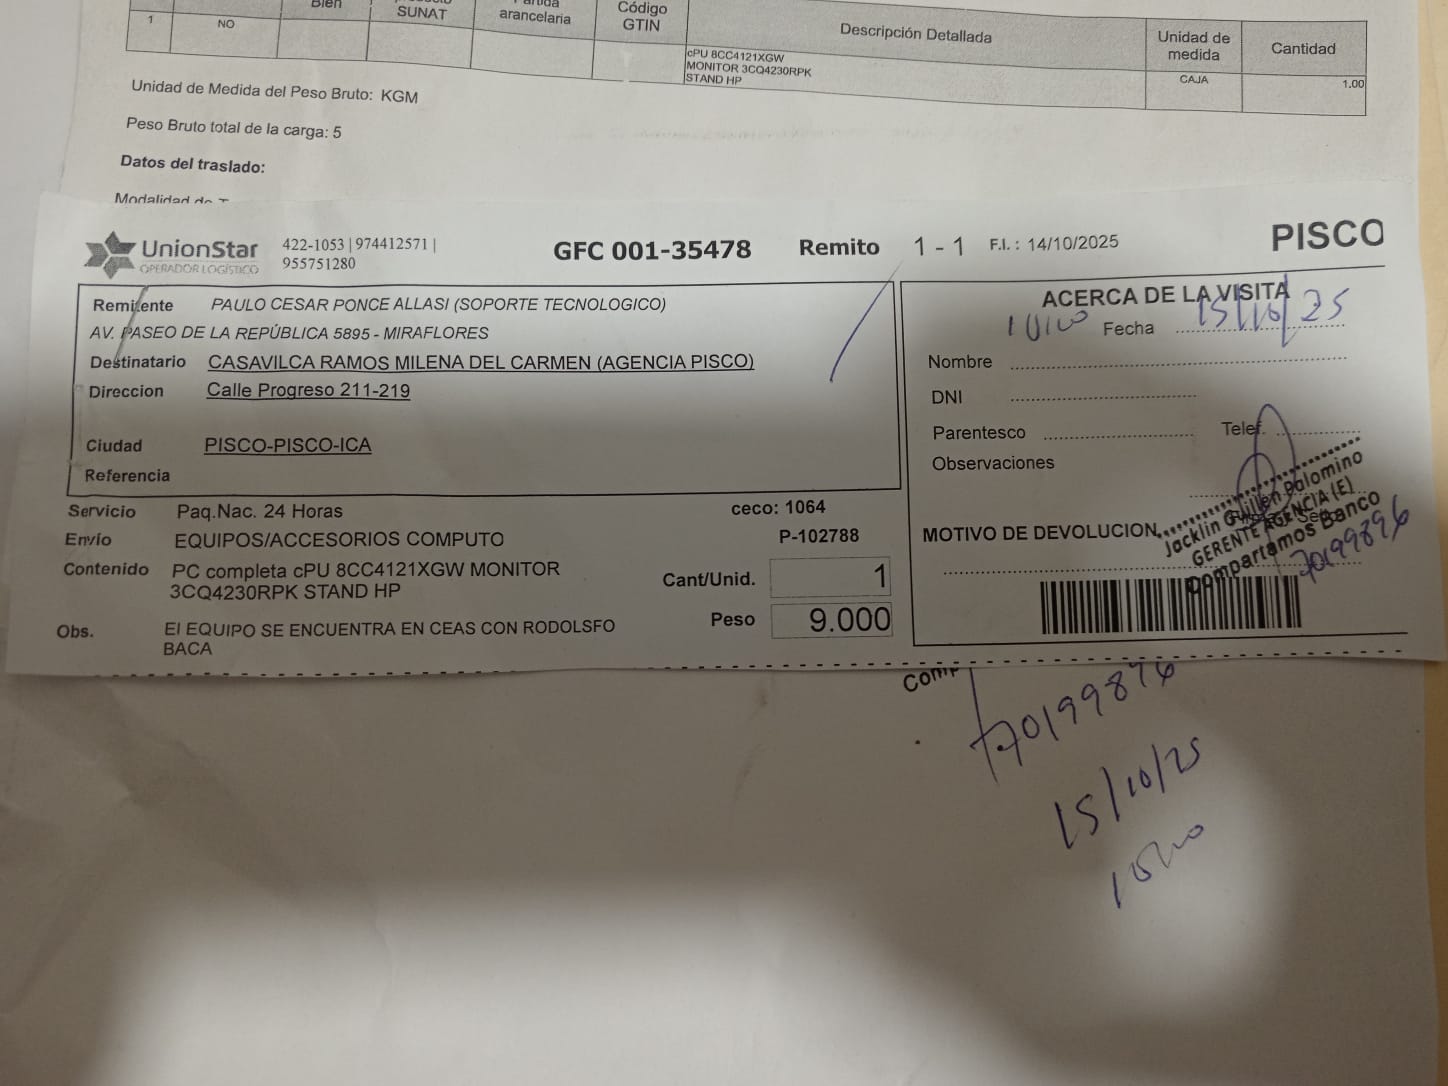 Bien
SUNAT
arancelaria
Código
GTIN
Descripción Detallada
Unidad de
medida
Cantidad
1
NO
cPU 8CC4121XGW
MONITOR 3CQ4230RPK
STAND HP
CAJA
1.00
Unidad de Medida del Peso Bruto: KGM
Peso Bruto total de la carga: 5
Datos del traslado:
Modalidad de
UnionStar
OPERADOR LOGÍSTICO
422-1053 | 974412571 |
955751280
GFC 001-35478
Remito
1 - 1
F.I. : 14/10/2025
PISCO
Remitente PAULO CESAR PONCE ALLASI (SOPORTE TECNOLOGICO)
AV. PASEO DE LA REPÚBLICA 5895 - MIRAFLORES
Destinatario CASAVILCA RAMOS MILENA DEL CARMEN (AGENCIA PISCO)
Direccion Calle Progreso 211-219
Ciudad PISCO-PISCO-ICA
Referencia
Servicio Paq.Nac. 24 Horas
ceco: 1064
Envío EQUIPOS/ACCESORIOS COMPUTO
P-102788
Contenido PC completa cPU 8CC4121XGW MONITOR
3CQ4230RPK STAND HP
Cant/Unid. 1
Peso 9.000
Obs. El EQUIPO SE ENCUENTRA EN CEAS CON RODOLSFO
BACA
ACERCA DE LA VISITA
Fecha 15/10/25
Nombre
DNI
Parentesco
Telef.
Observaciones
MOTIVO DE DEVOLUCION
Jacklin Guillen Palomino
GERENTE AGENCIA (E)
Compartamos Banco
70199896
Comp
70199896
15/10/25